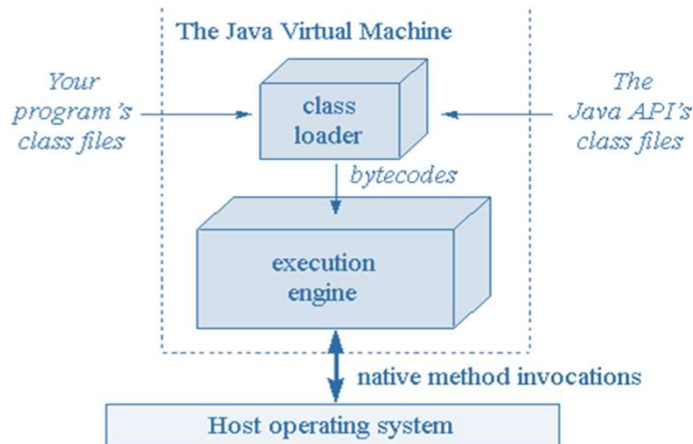 The Java Virtual Machine
Your
program's
class files
class
loader
The
Java API's
class files
bytecodes
execution
engine
native method invocations
Host operating system